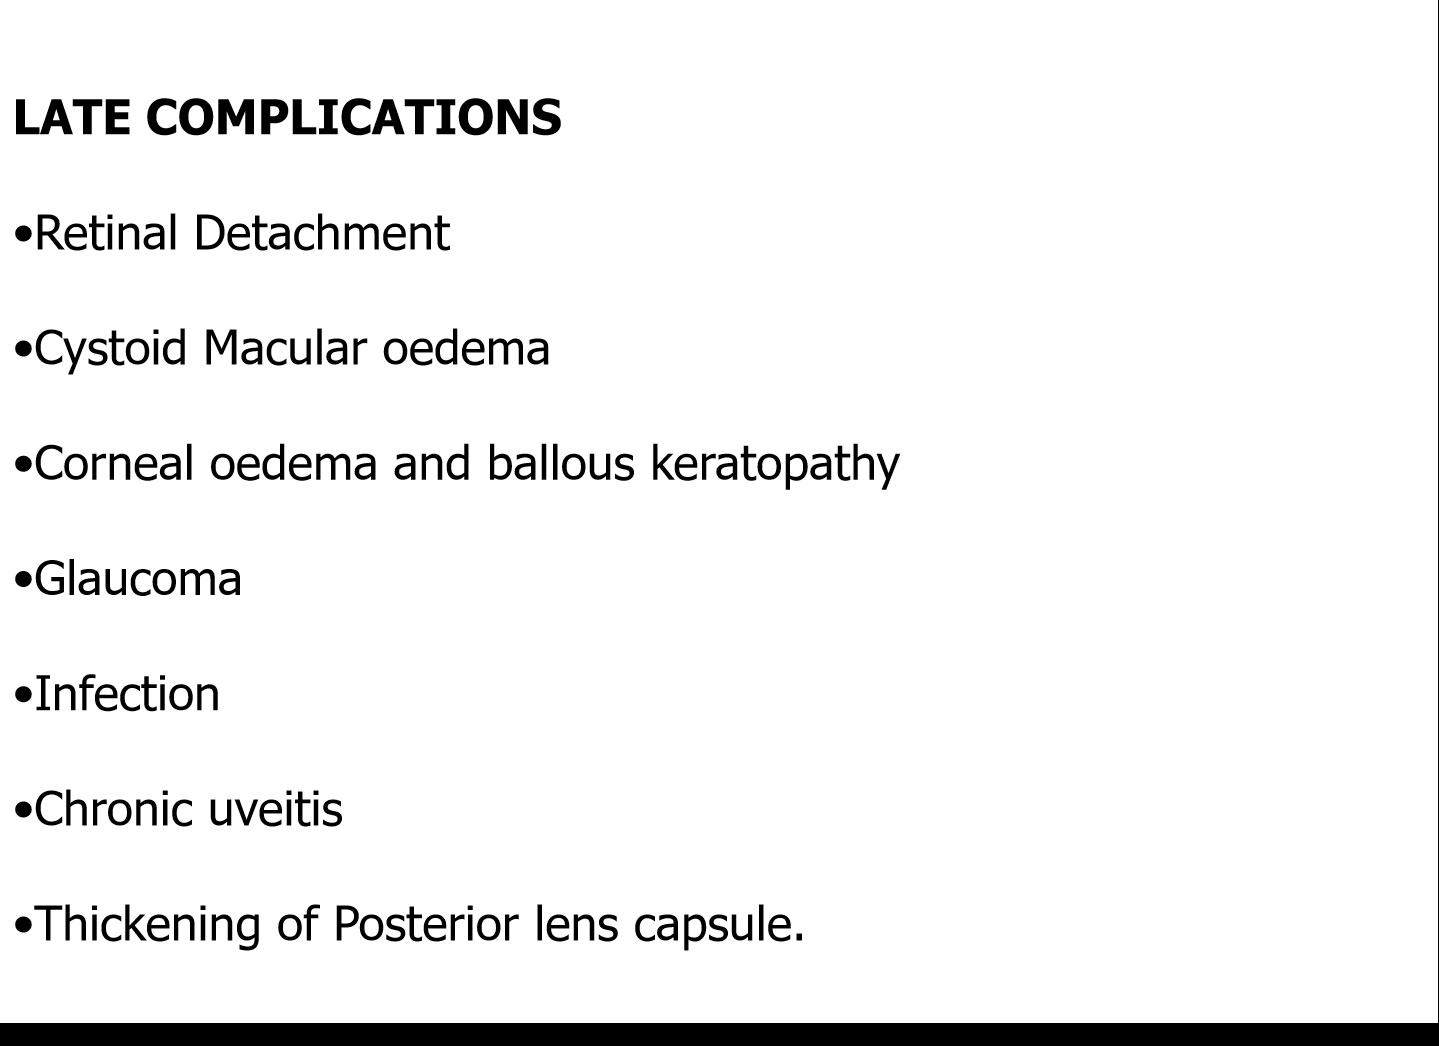 LATE COMPLICATIONS
•Retinal Detachment
•Cystoid Macular oedema
•Corneal oedema and ballous keratopathy
•Glaucoma
•Infection
•Chronic uveitis
•Thickening of Posterior lens capsule.